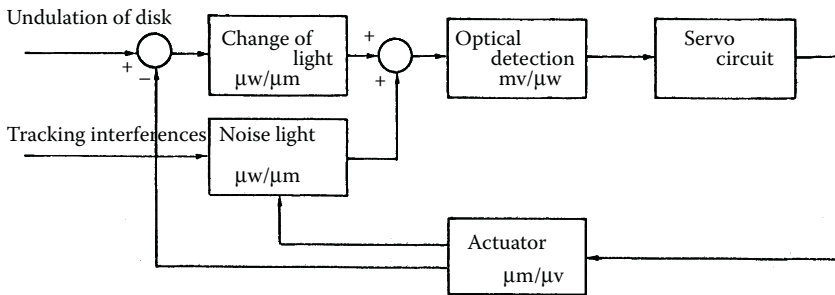 Undulation of disk
+
−
Change of
light
μw/μm
+
+
Optical
detection
mv/μw
Servo
circuit
Tracking interferences
Noise light
μw/μm
Actuator
μm/μv